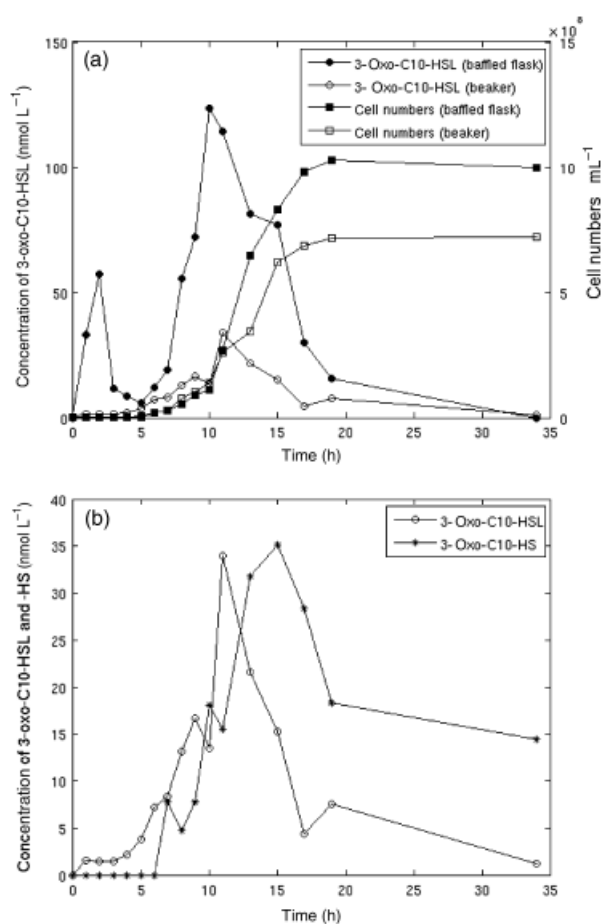 (a)
3-Oxo-C10-HSL (baffled flask)
3- Oxo-C10-HSL (beaker)
Cell numbers (baffled flask)
Cell numbers (beaker)
Concentration of 3-oxo-C10-HSL (nmol L⁻¹)
150
100
50
0
×10⁸
15
10
5
0
Cell numbers mL⁻¹
0 5 10 15 20 25 30 35
Time (h)
(b)
3- Oxo-C10-HSL
3-Oxo-C10-HS
Concentration of 3-oxo-C10-HSL and -HS (nmol L⁻¹)
40
35
30
25
20
15
10
5
0
0 5 10 15 20 25 30 35
Time (h)